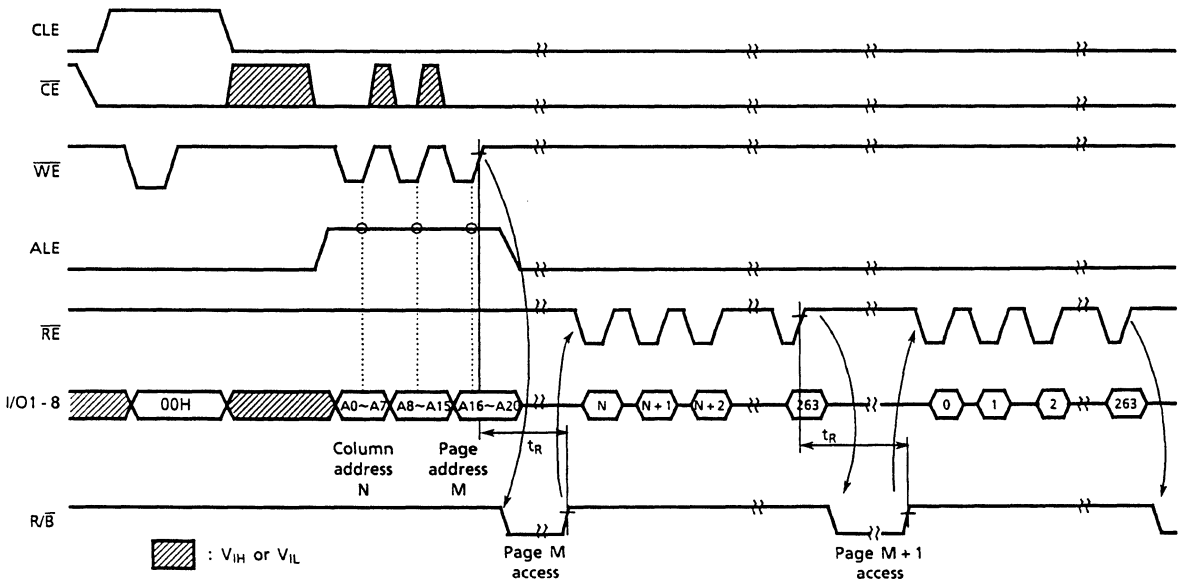 CLE
CE
WE
ALE
RE
I/O1 - 8 00H A0~A7 A8~A15 A16~A20 N N+1 N+2 263 0 1 2 263
tR tR
Column address N
Page address M
R/B
Page M access
Page M + 1 access
: VIH or VIL